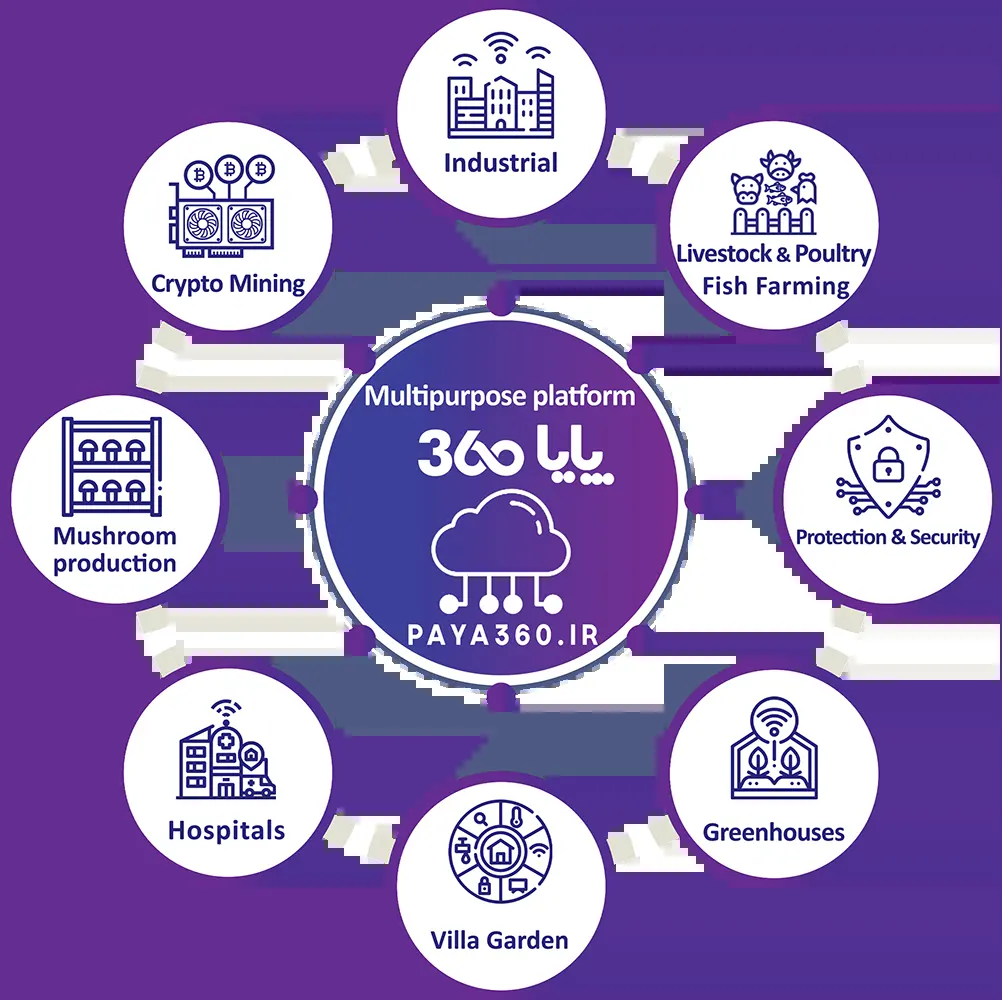 Industrial
Crypto Mining
Livestock & Poultry
Fish Farming
Multipurpose platform
پایا 360
PAYA360.IR
Mushroom
production
Protection & Security
Hospitals
Greenhouses
Villa Garden